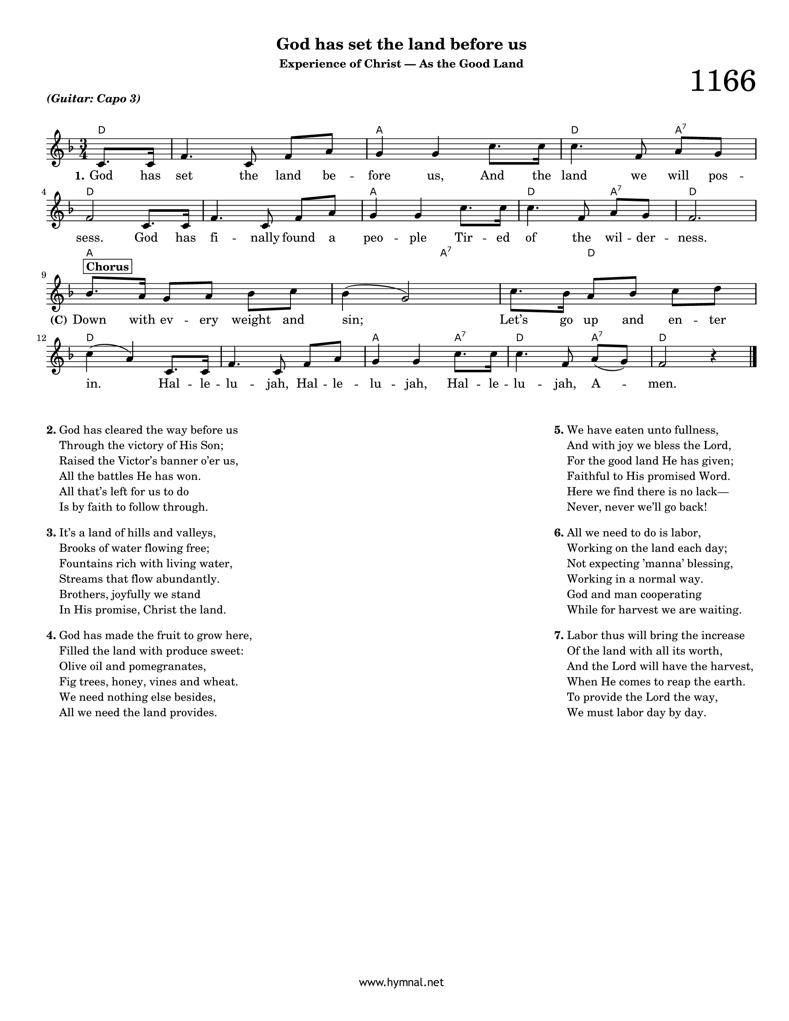 God has set the land before us
Experience of Christ — As the Good Land
1166
(Guitar: Capo 3)
D A D A7
1. God has set the land be - fore us, And the land we will pos -
4
D A D A7 D
sess. God has fi - nally found a peo - ple Tir - ed of the wil - der - ness.
A A7 D
Chorus
9
(C) Down with ev - ery weight and sin; Let's go up and en - ter
12
D A A7 D A7 D
in. Hal - le - lu - jah, Hal - le - lu - jah, Hal - le - lu - jah, A - men.
2. God has cleared the way before us
Through the victory of His Son;
Raised the Victor's banner o'er us,
All the battles He has won.
All that's left for us to do
Is by faith to follow through.
3. It's a land of hills and valleys,
Brooks of water flowing free;
Fountains rich with living water,
Streams that flow abundantly.
Brothers, joyfully we stand
In His promise, Christ the land.
4. God has made the fruit to grow here,
Filled the land with produce sweet:
Olive oil and pomegranates,
Fig trees, honey, vines and wheat.
We need nothing else besides,
All we need the land provides.
5. We have eaten unto fullness,
And with joy we bless the Lord,
For the good land He has given;
Faithful to His promised Word.
Here we find there is no lack—
Never, never we'll go back!
6. All we need to do is labor,
Working on the land each day;
Not expecting 'manna' blessing,
Working in a normal way.
God and man cooperating
While for harvest we are waiting.
7. Labor thus will bring the increase
Of the land with all its worth,
And the Lord will have the harvest,
When He comes to reap the earth.
To provide the Lord the way,
We must labor day by day.
www.hymnal.net